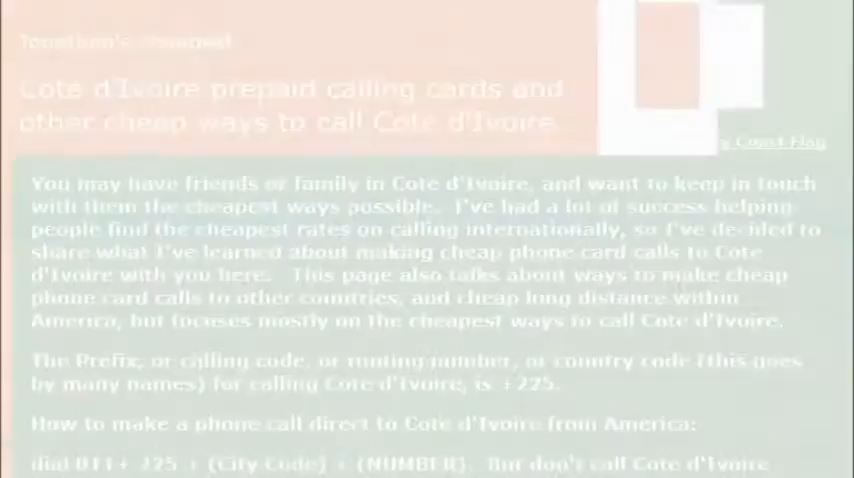 Jonathan's cheapest
Cote d'Ivoire prepaid calling cards and
other cheap ways to call Cote d'Ivoire.
Coast Flag
You may have friends or family in Cote d'Ivoire, and want to keep in touch
with them the cheapest ways possible. I've had a lot of success helping
people find the cheapest rates on calling internationally, so I've decided to
share what I've learned about making cheap phone card calls to Cote
d'Ivoire with you here. This page also talks about ways to make cheap
phone card calls to other countries, and cheap long distance within
America, but focuses mostly on the cheapest ways to call Cote d'Ivoire.
The Prefix, or calling code, or routing number, or country code (this goes
by many names) for calling Cote d'Ivoire, is +225.
How to make a phone call direct to Cote d'Ivoire from America:
dial 011+ 225 + (City Code) + (NUMBER). But don't call Cote d'Ivoire